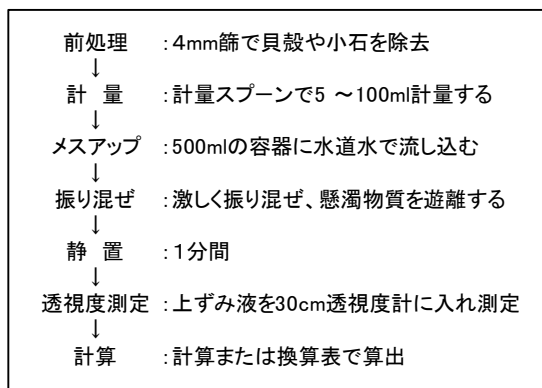 前処理 :4mm篩で貝殻や小石を除去
↓
計 量 :計量スプーンで5 ~100ml計量する
↓
メスアップ :500mlの容器に水道水で流し込む
↓
振り混ぜ :激しく振り混ぜ、懸濁物質を遊離する
↓
静 置 :1分間
↓
透視度測定 :上ずみ液を30cm透視度計に入れ測定
↓
計算 :計算または換算表で算出